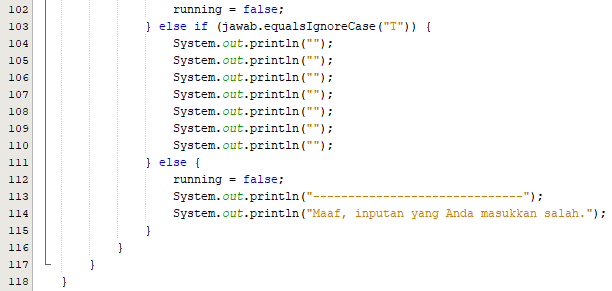 102 running = false;
103 } else if (jawab.equalsIgnoreCase("T")) {
104 System.out.println("");
105 System.out.println("");
106 System.out.println("");
107 System.out.println("");
108 System.out.println("");
109 System.out.println("");
110 System.out.println("");
111 } else {
112 running = false;
113 System.out.println("------------------------------");
114 System.out.println("Maaf, inputan yang Anda masukkan salah.");
115 }
116 }
117 }
118 }